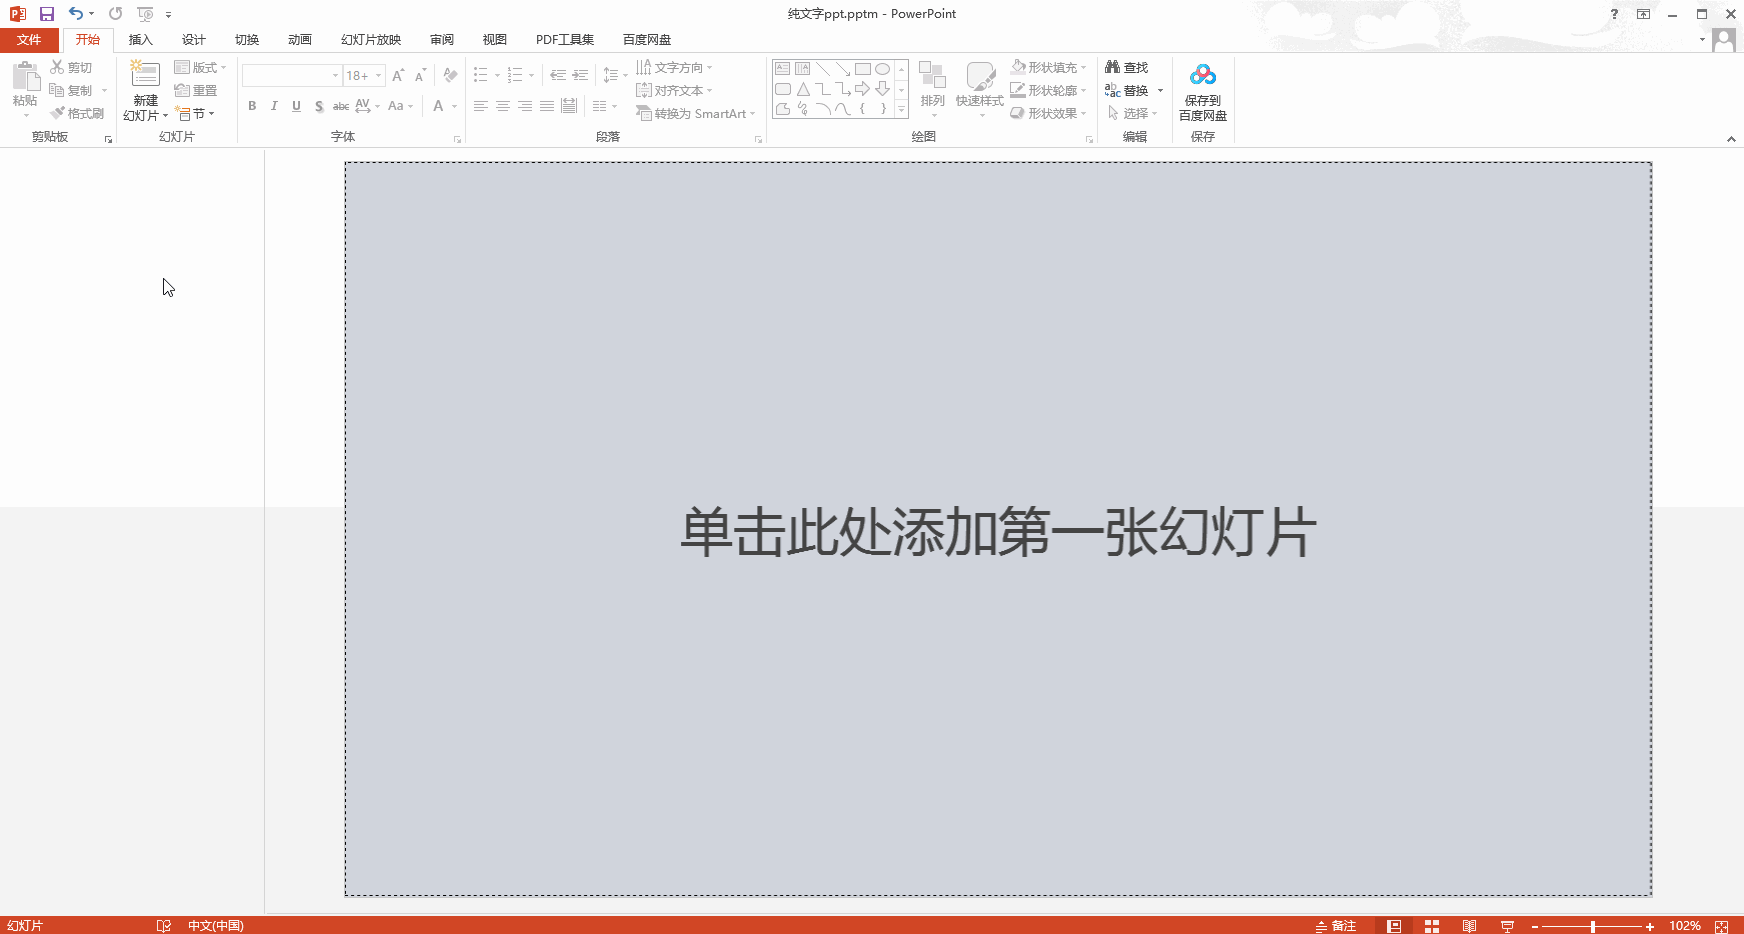 纯文字ppt.pptm - PowerPoint
?
文件 开始 插入 设计 切换 动画 幻灯片放映 审阅 视图 PDF工具集 百度网盘
粘贴
剪切
复制
格式刷
剪贴板
新建
幻灯片
版式
重置
节
幻灯片
18+ A A
B I U S abc AV Aa A
字体
文字方向
对齐文本
转换为 SmartArt
段落
排列
快速样式
形状填充
形状轮廓
形状效果
绘图
查找
替换
选择
编辑
保存到
百度网盘
保存
单击此处添加第一张幻灯片
幻灯片 中文(中国) 备注 102%